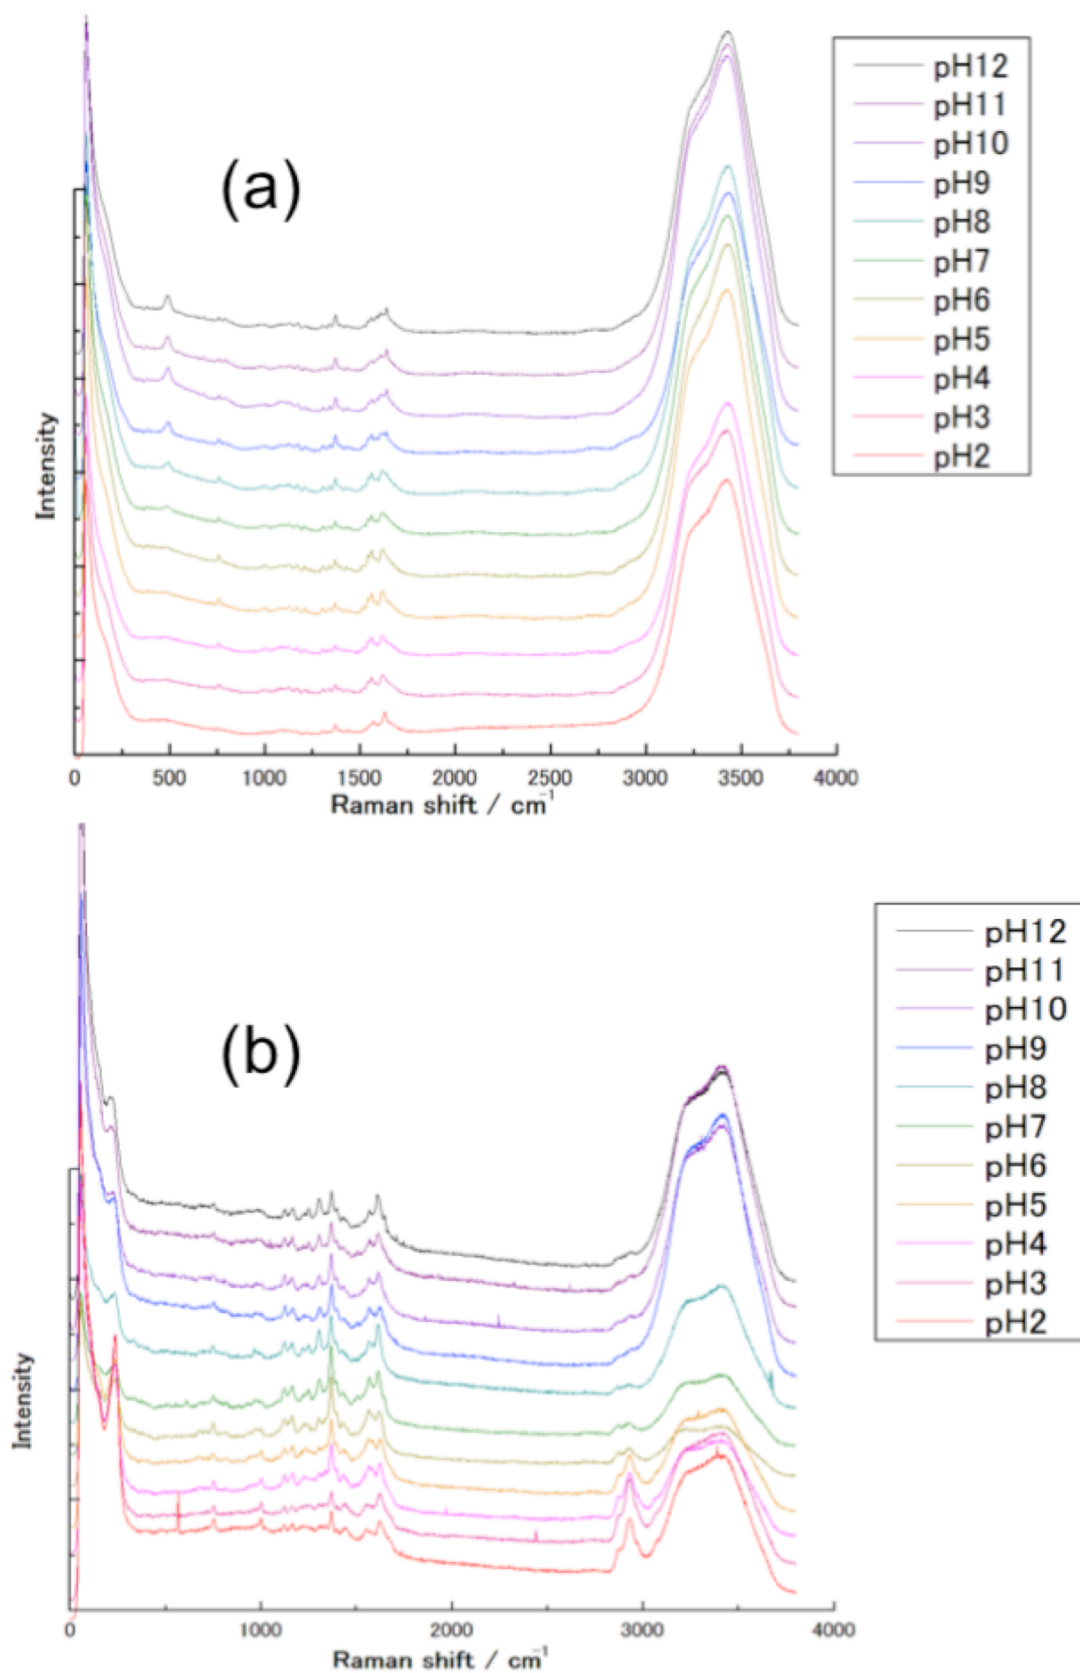 (a)
pH12
pH11
pH10
pH9
pH8
pH7
pH6
pH5
pH4
pH3
pH2
Intensity
0 500 1000 1500 2000 2500 3000 3500 4000
Raman shift / cm⁻¹
(b)
pH12
pH11
pH10
pH9
pH8
pH7
pH6
pH5
pH4
pH3
pH2
Intensity
0 1000 2000 3000 4000
Raman shift / cm⁻¹